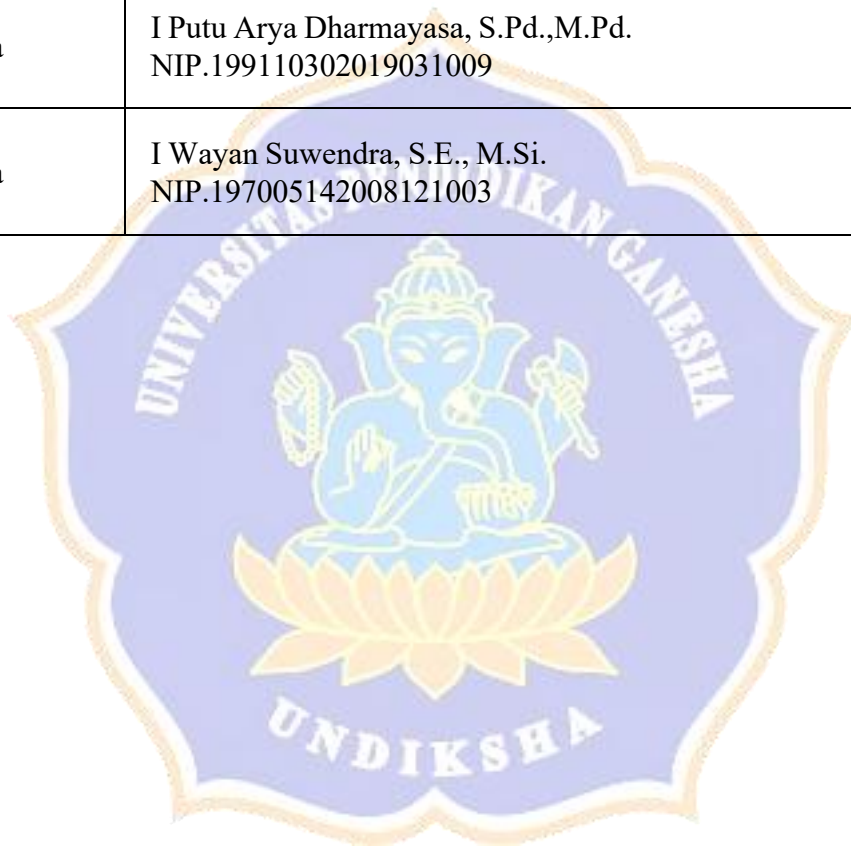 a
I Putu Arya Dharmayasa, S.Pd.,M.Pd.
NIP.199110302019031009
a
I Wayan Suwendra, S.E., M.Si.
NIP.197005142008121003
UNIVERSITAS PENDIDIKAN GANESHA
UNDIKSHA